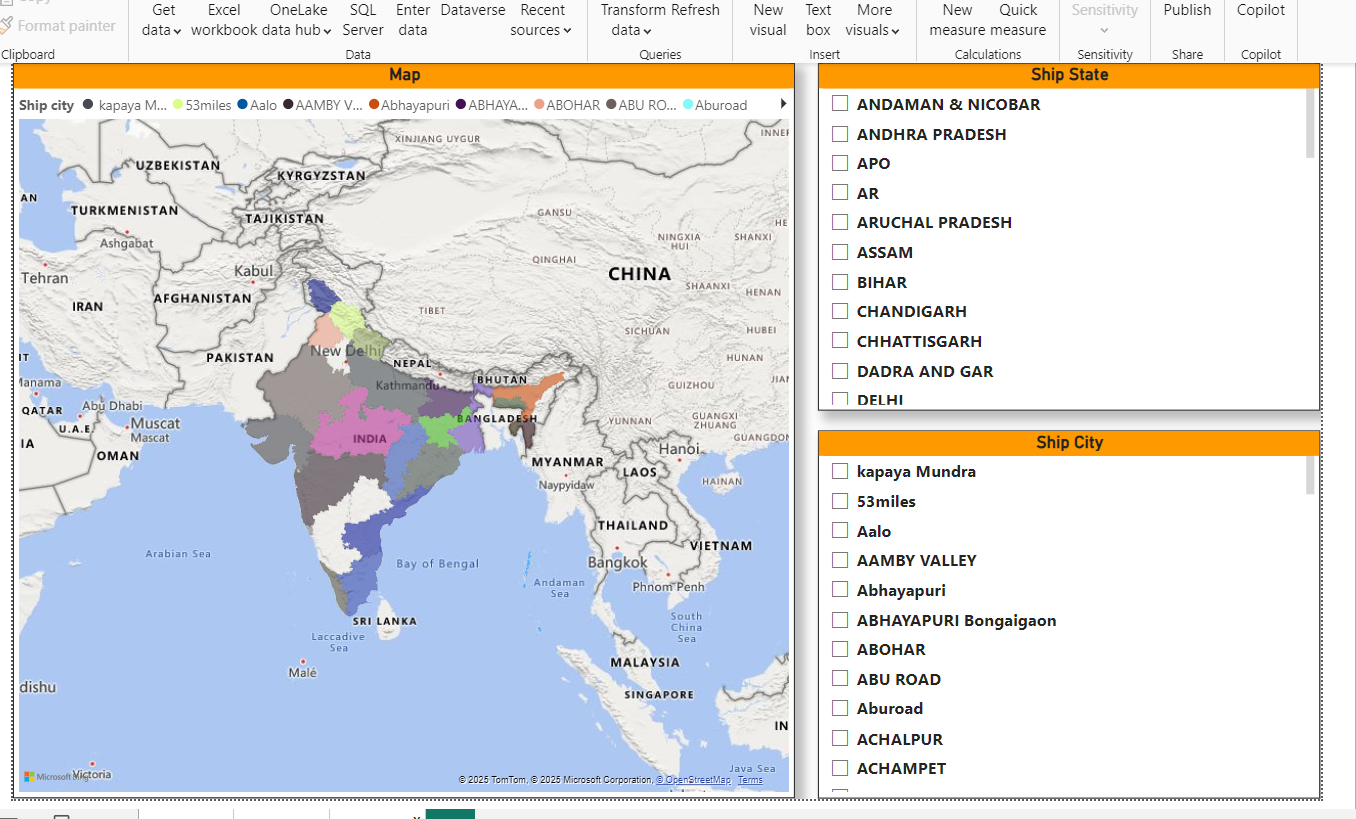 Copy
Format painter
Clipboard
Get data
Excel workbook
OneLake data hub
SQL Server
Enter data
Dataverse
Recent sources
Data
Transform data
Refresh
Queries
New visual
Text box
More visuals
Insert
New measure
Quick measure
Calculations
Sensitivity
Sensitivity
Publish
Share
Copilot
Copilot
Map
Ship city kapaya M... 53miles Aalo AAMBY V... Abhayapuri ABHAYA... ABOHAR ABU RO... Aburoad
XINJIANG UYGUR
INNER
UZBEKISTAN
KYRGYZSTAN
AN
TURKMENISTAN
TAJIKISTAN
GANSU
HE
Ashgabat
NINGXIA HUI
SHANXI
QINGHAI
Tehran
Kabul
CHINA
SHAANXI
HENAN
IRAN
AFGHANISTAN
TIBET
SICHUAN
HUBEI
New Delhi
PAKISTAN
NEPAL
HUNAN
JIAN
Kathmandu
BHUTAN
GUIZHOU
Manama
Abu Dhabi
QATAR
U.A.E.
Muscat
Muscat
BANGLADESH
YUNNAN
GUANGXI ZHUANG
GUANGDON
IA
INDIA
OMAN
MYANMAR
Hanoi
LAOS
Naypyidaw
HAINAN
THAILAND
VIETNAM
Arabian Sea
Bay of Bengal
Bangkok
Andaman Sea
Phnom Penh
SRI LANKA
South China Sea
Laccadive Sea
Malé
MALAYSIA
dishu
SINGAPORE
IN
Java Sea
Microsoft Bing
Victoria
© 2025 TomTom, © 2025 Microsoft Corporation, © OpenStreetMap Terms
Ship State
ANDAMAN & NICOBAR
ANDHRA PRADESH
APO
AR
ARUCHAL PRADESH
ASSAM
BIHAR
CHANDIGARH
CHHATTISGARH
DADRA AND GAR
DELHI
Ship City
kapaya Mundra
53miles
Aalo
AAMBY VALLEY
Abhayapuri
ABHAYAPURI Bongaigaon
ABOHAR
ABU ROAD
Aburoad
ACHALPUR
ACHAMPET